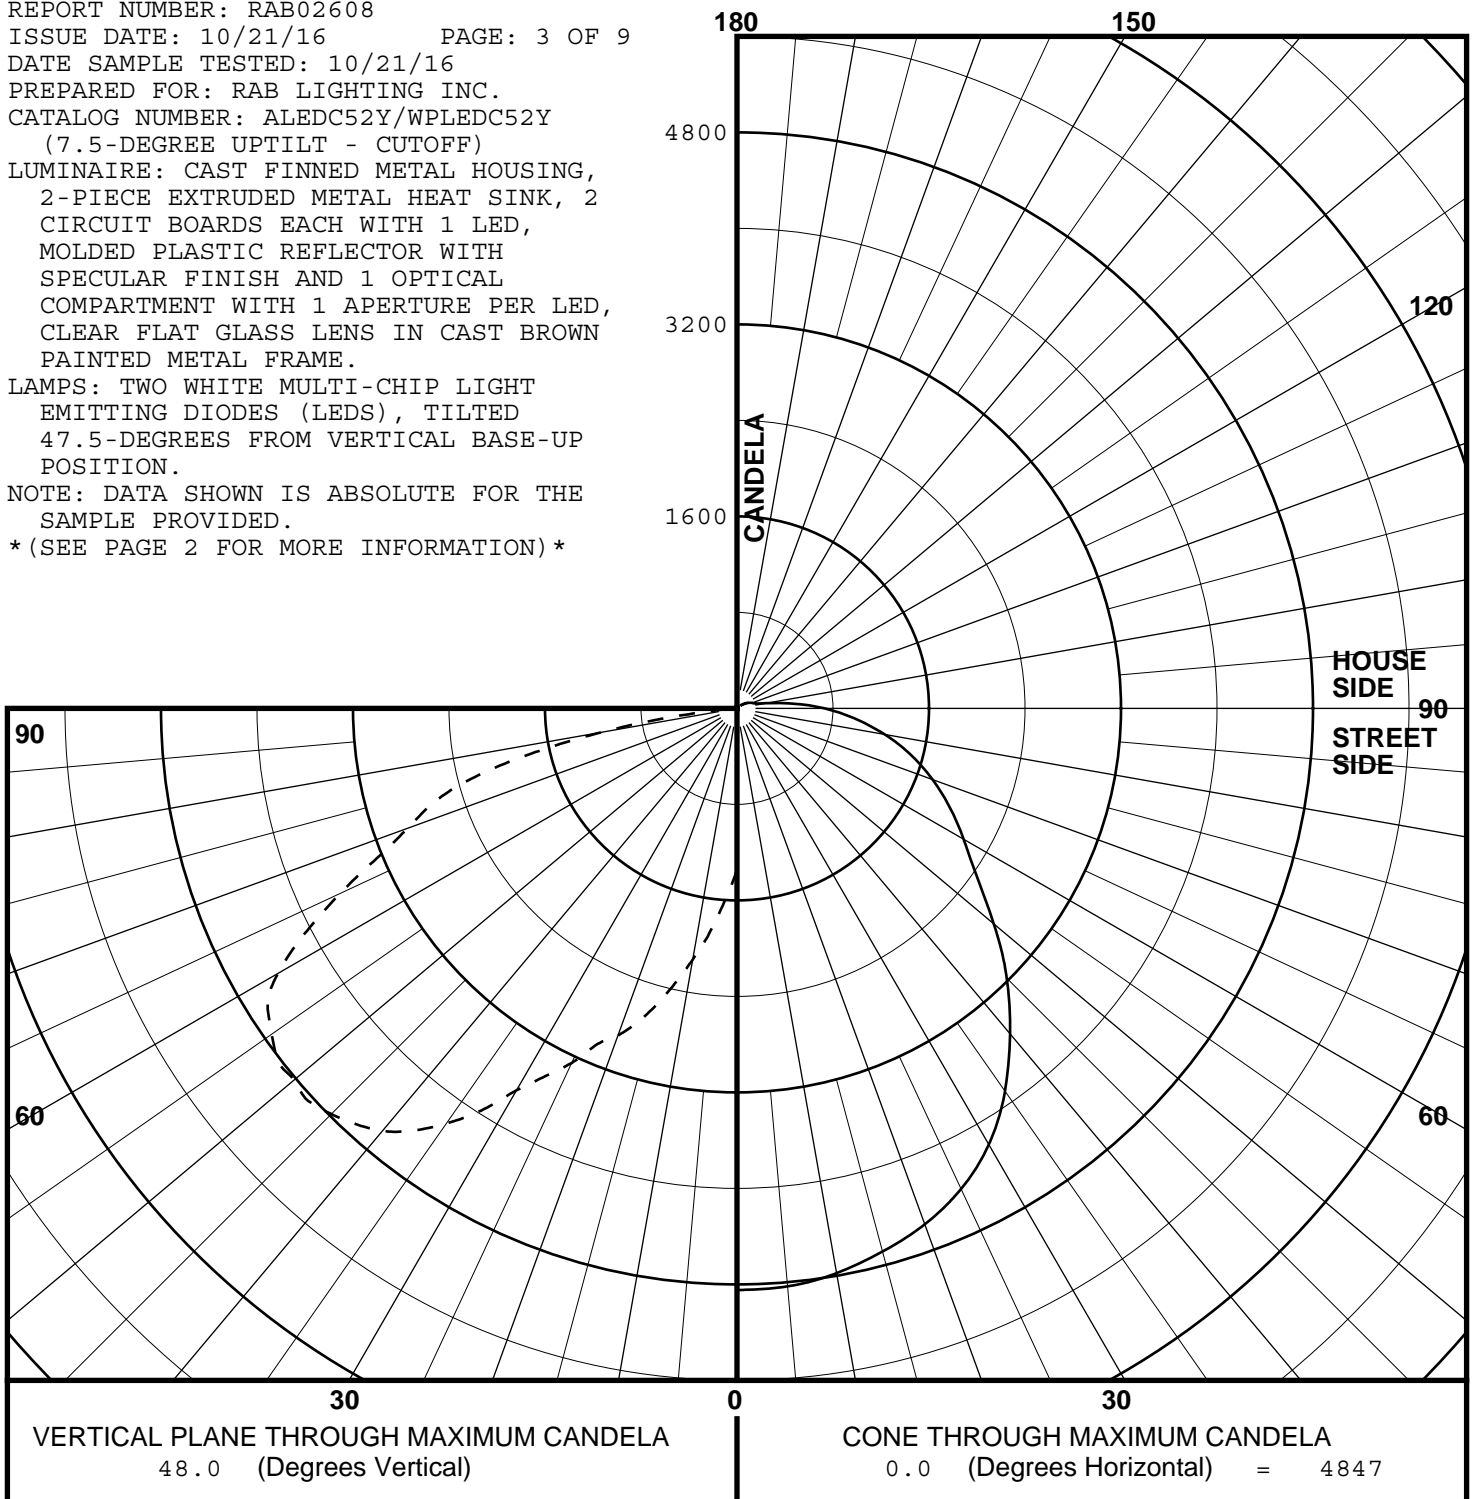 REPORT NUMBER: RAB02608
ISSUE DATE: 10/21/16 PAGE: 3 OF 9
DATE SAMPLE TESTED: 10/21/16
PREPARED FOR: RAB LIGHTING INC.
CATALOG NUMBER: ALEDC52Y/WPLEDC52Y
(7.5-DEGREE UPTILT - CUTOFF)
LUMINAIRE: CAST FINNED METAL HOUSING,
2-PIECE EXTRUDED METAL HEAT SINK, 2
CIRCUIT BOARDS EACH WITH 1 LED,
MOLDED PLASTIC REFLECTOR WITH
SPECULAR FINISH AND 1 OPTICAL
COMPARTMENT WITH 1 APERTURE PER LED,
CLEAR FLAT GLASS LENS IN CAST BROWN
PAINTED METAL FRAME.
LAMPS: TWO WHITE MULTI-CHIP LIGHT
EMITTING DIODES (LEDS), TILTED
47.5-DEGREES FROM VERTICAL BASE-UP
POSITION.
NOTE: DATA SHOWN IS ABSOLUTE FOR THE
SAMPLE PROVIDED.
*(SEE PAGE 2 FOR MORE INFORMATION)*
180
150
4800
120
3200
CANDELA
1600
HOUSE
SIDE
90
90
STREET
SIDE
60
60
30
0
30
VERTICAL PLANE THROUGH MAXIMUM CANDELA
48.0 (Degrees Vertical)
CONE THROUGH MAXIMUM CANDELA
0.0 (Degrees Horizontal) = 4847